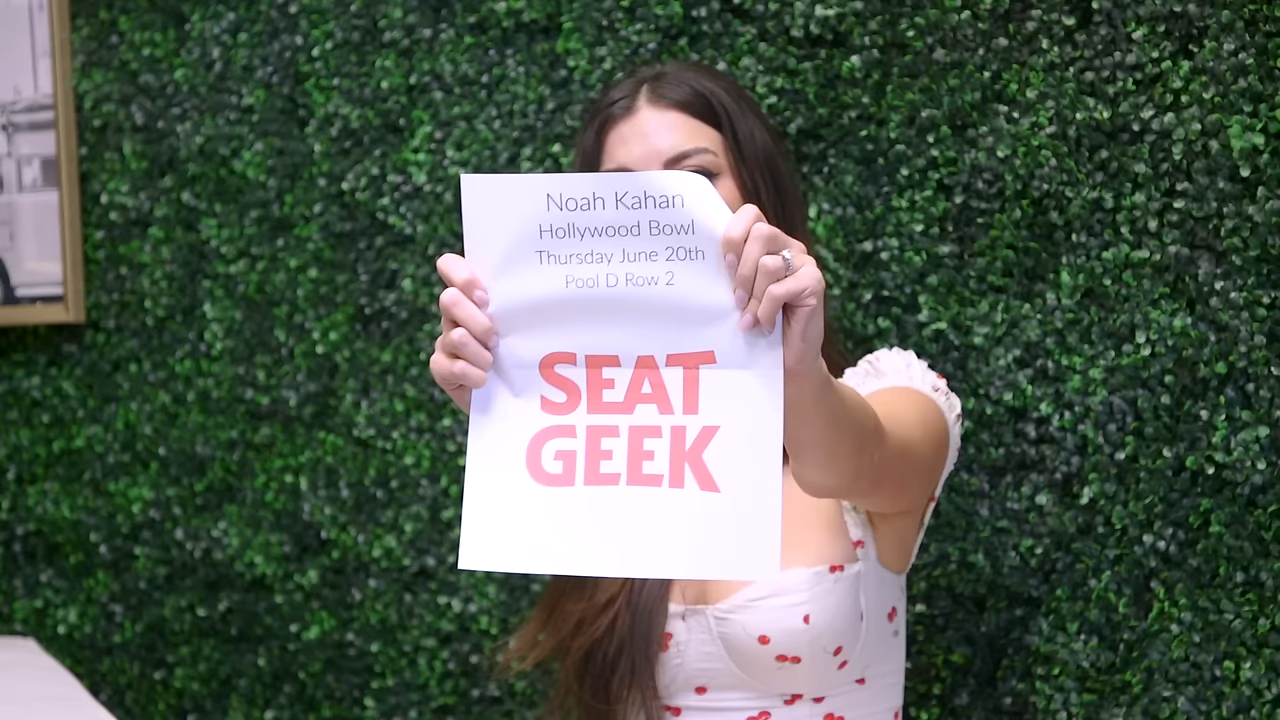 Noah Kahan
Hollywood Bowl
Thursday June 20th
Pool D Row 2
SEAT
GEEK